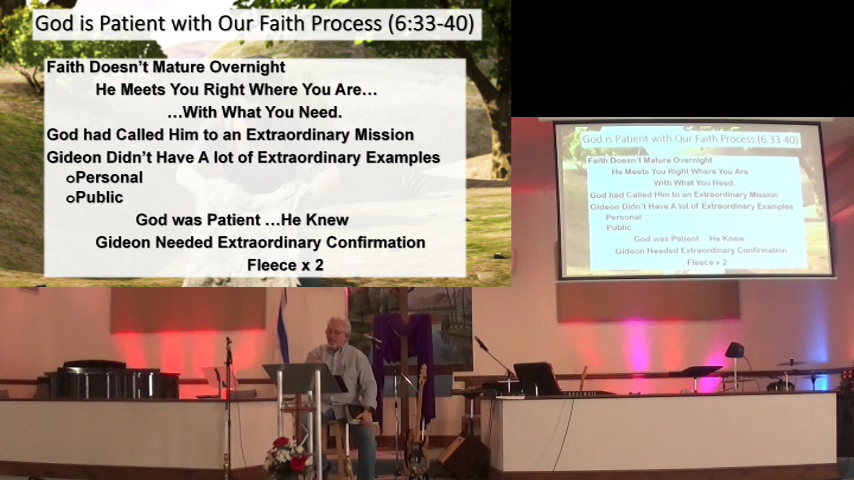 God is Patient with Our Faith Process (6:33-40)
Faith Doesn't Mature Overnight
He Meets You Right Where You Are…
…With What You Need.
God had Called Him to an Extraordinary Mission
Gideon Didn't Have A lot of Extraordinary Examples
oPersonal
oPublic
God was Patient …He Knew
Gideon Needed Extraordinary Confirmation
Fleece x 2
God is Patient with Our Faith Process (6:33-40)
Faith Doesn't Mature Overnight
He Meets You Right Where You Are
With What You Need.
God had Called Him to an Extraordinary Mission
Gideon Didn't Have A lot of Extraordinary Examples
Personal
Public
God was Patient He Knew
Gideon Needed Extraordinary Confirmation
Fleece x 2